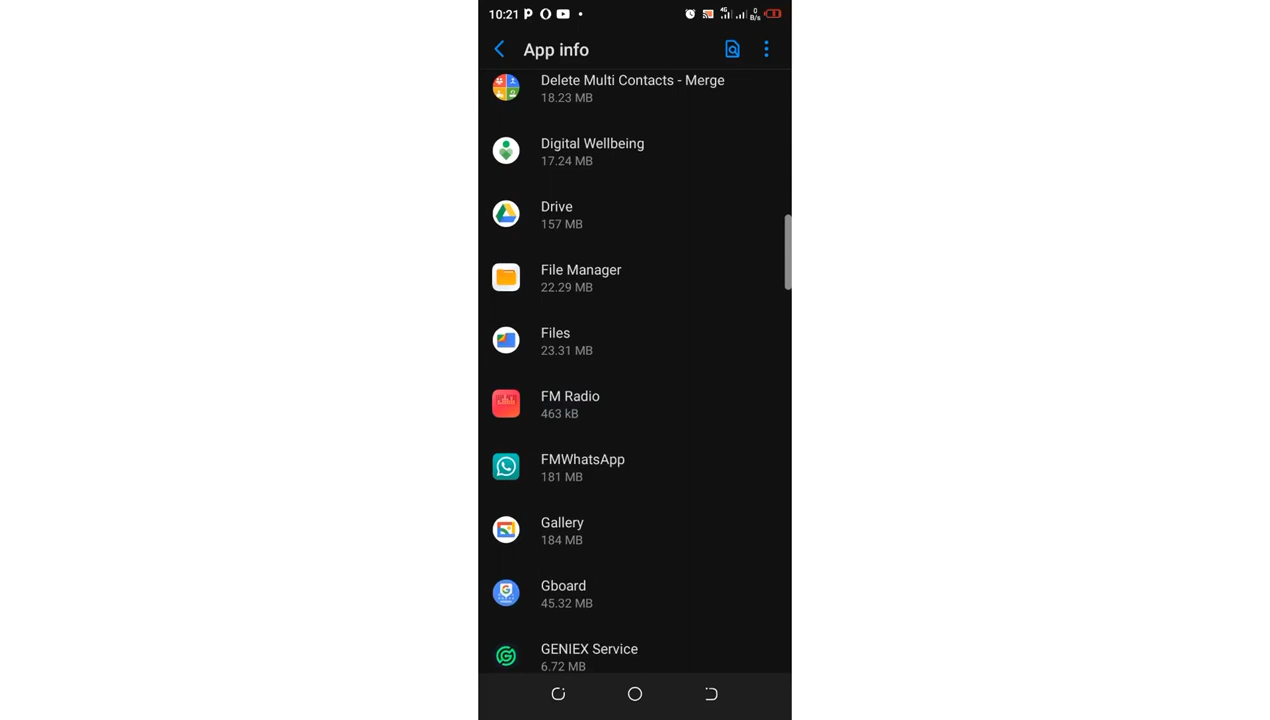 10:21
4G
0
B/s
App info
Delete Multi Contacts - Merge
18.23 MB
Digital Wellbeing
17.24 MB
Drive
157 MB
File Manager
22.29 MB
Files
23.31 MB
FM Radio
463 kB
FMWhatsApp
181 MB
Gallery
184 MB
Gboard
45.32 MB
GENIEX Service
6.72 MB